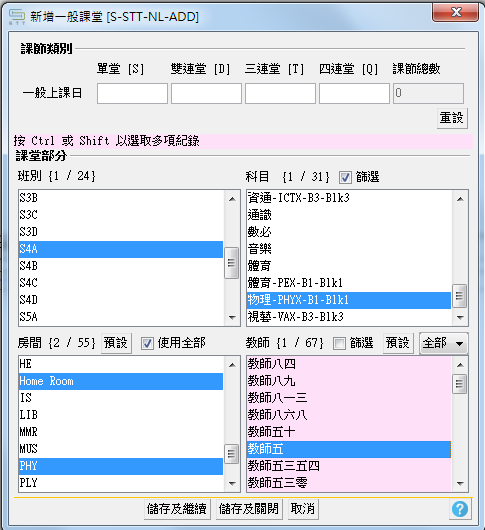 新增一般課堂 [S-STT-NL-ADD]
課節類別
單堂 [S] 雙連堂 [D] 三連堂 [T] 四連堂 [Q] 課節總數
一般上課日 0
重設
按 Ctrl 或 Shift 以選取多項紀錄
課堂部分
班別 {1 / 24} 科目 {1 / 31} 篩選
S3B 資通-ICTX-B3-Blk3
S3C 通識
S3D 數必
S4A 音樂
S4B 體育
S4C 體育-PEX-B1-Blk1
S4D 物理-PHYX-B1-Blk1
S5A 視藝-VAX-B3-Blk3
房間 {2 / 55} 預設 使用全部 教師 {1 / 67} 篩選 預設 全部
HE 教師八四
Home Room 教師八九
IS 教師八一三
LIB 教師八六八
MMR 教師五十
MUS 教師五
PHY 教師五三五四
PLY 教師五三零
儲存及繼續 儲存及關閉 取消 ?